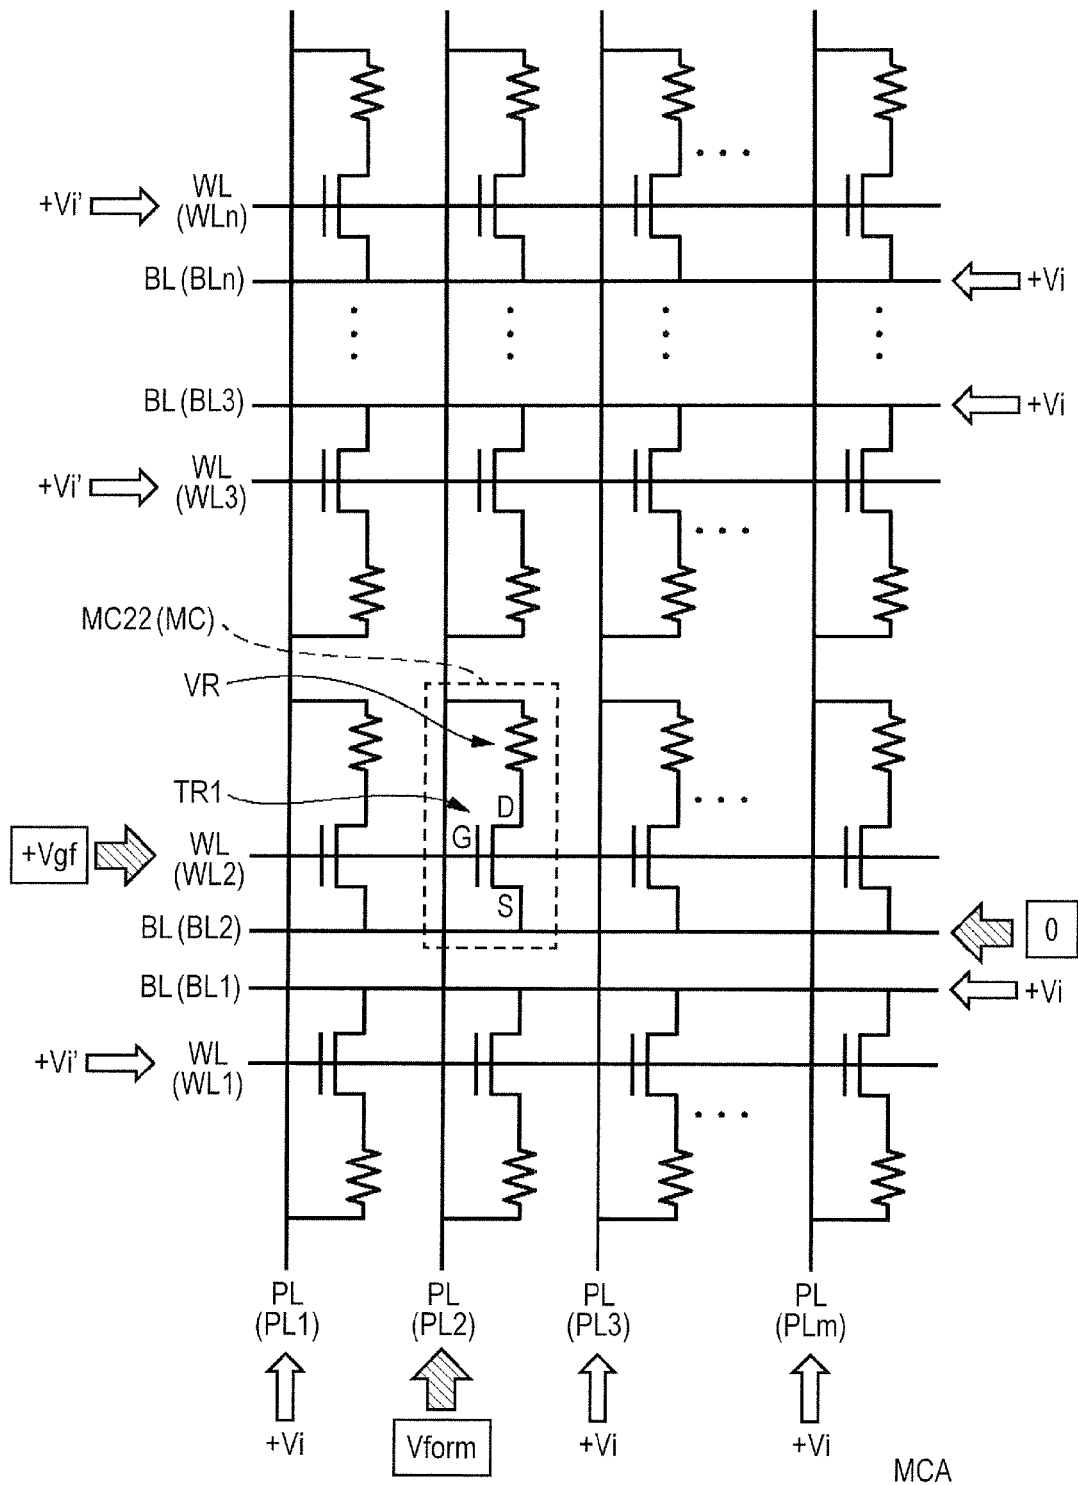 +Vi'
WL
(WLn)
BL (BLn)
+Vi
BL (BL3)
+Vi
+Vi'
WL
(WL3)
MC22 (MC)
VR
TR1
D
G
S
+Vgf
WL
(WL2)
BL (BL2)
0
BL (BL1)
+Vi
+Vi'
WL
(WL1)
PL
(PL1)
PL
(PL2)
PL
(PL3)
PL
(PLm)
+Vi
Vform
+Vi
+Vi
MCA